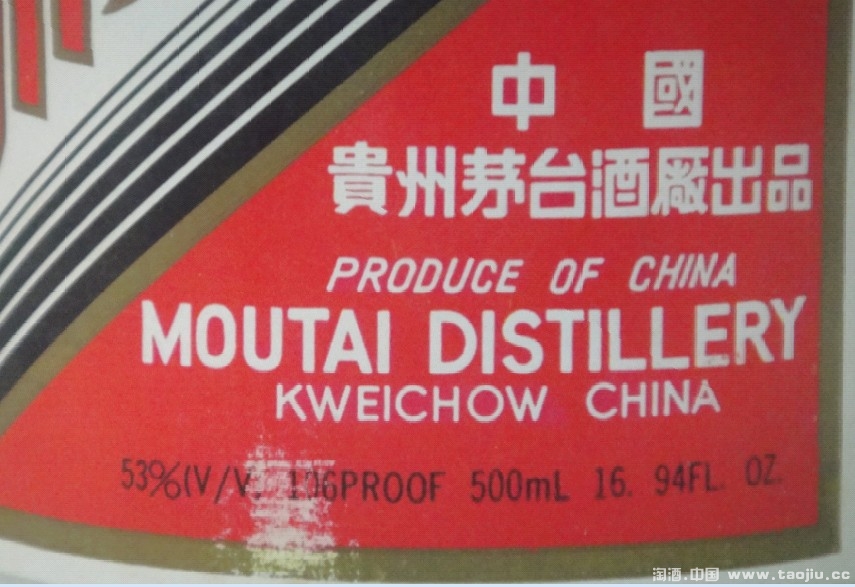 中 國
貴州茅台酒廠出品
PRODUCE OF CHINA
MOUTAI DISTILLERY
KWEICHOW CHINA
53%(V/V) 106PROOF 500mL 16. 94FL. OZ.
淘酒.中国 www.taojiu.cc